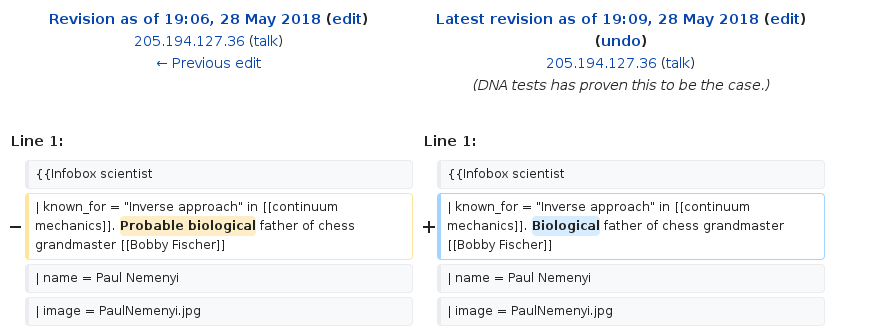 Revision as of 19:06, 28 May 2018 (edit)
205.194.127.36 (talk)
← Previous edit
Latest revision as of 19:09, 28 May 2018 (edit)
(undo)
205.194.127.36 (talk)
(DNA tests has proven this to be the case.)
Line 1:
Line 1:
{{Infobox scientist
{{Infobox scientist
− | known_for = "Inverse approach" in [[continuum
mechanics]]. Probable biological father of chess
grandmaster [[Bobby Fischer]]
+ | known_for = "Inverse approach" in [[continuum
mechanics]]. Biological father of chess grandmaster
[[Bobby Fischer]]
| name = Paul Nemenyi
| name = Paul Nemenyi
| image = PaulNemenyi.jpg
| image = PaulNemenyi.jpg